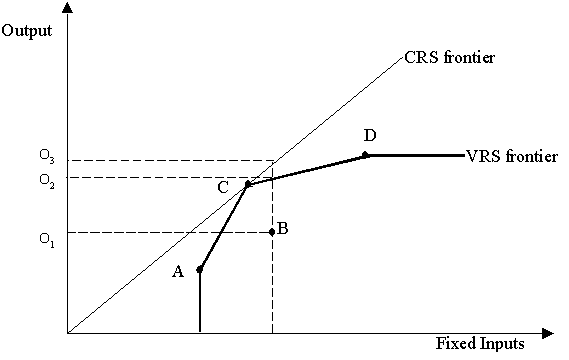 Output
CRS frontier
D
O3
VRS frontier
O2
C
B
O1
A
Fixed Inputs